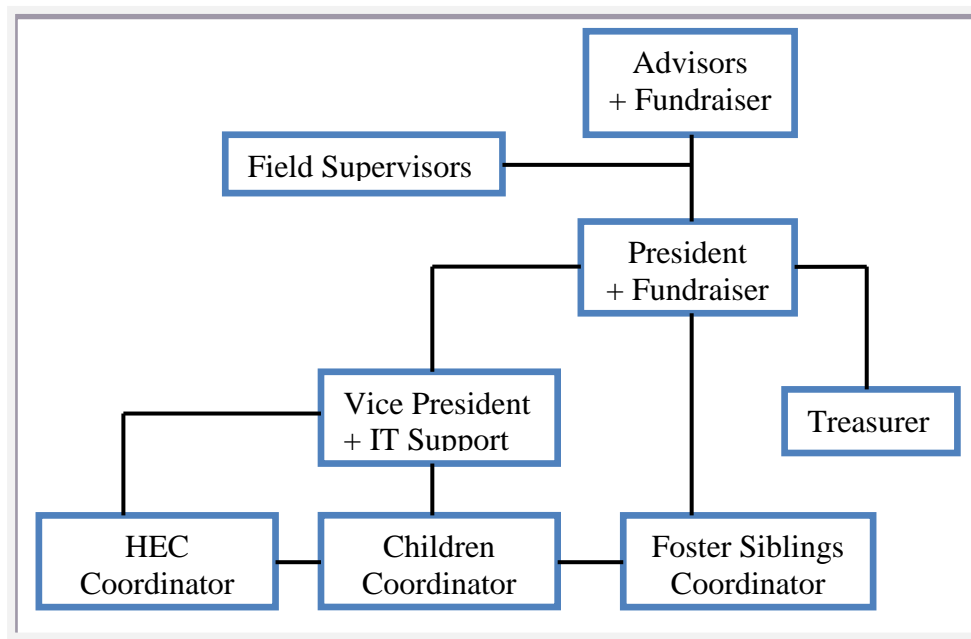 Advisors
+ Fundraiser
Field Supervisors
President
+ Fundraiser
Vice President
+ IT Support
Treasurer
HEC
Coordinator
Children
Coordinator
Foster Siblings
Coordinator